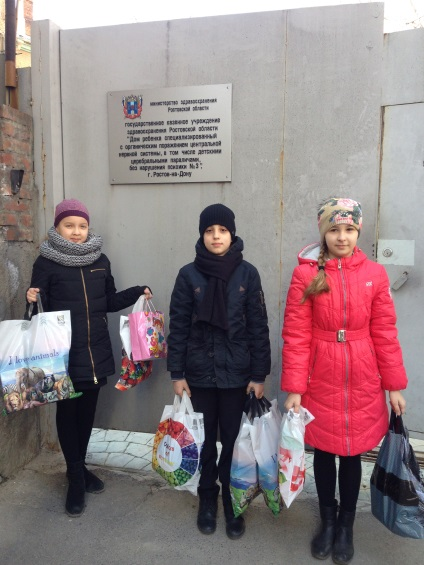 министерство здравоохранения
Ростовской области
государственное казенное учреждение
здравоохранения Ростовской области
"Дом ребенка специализированный
с органическим поражением центральной
нервной системы, в том числе детскими
церебральными параличами,
без нарушения психики №3";
г. Ростов-на-Дону
I love animals